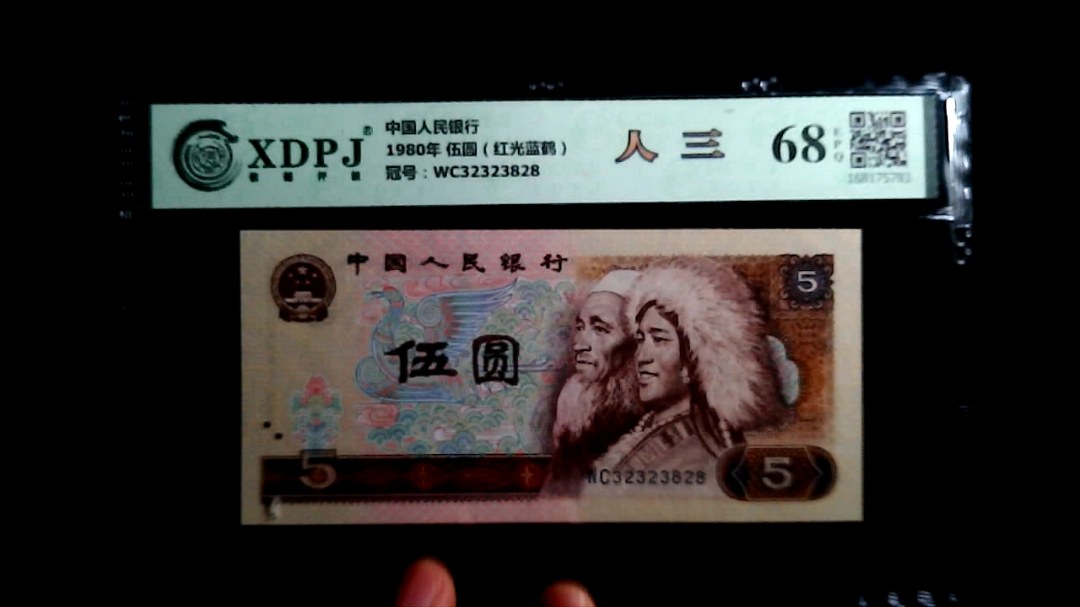 XDPJ
中国人民银行
1980年 伍圆（红光蓝鹤）
冠号：WC32323828
人 三
68
EPQ
中国人民银行
5
伍圆
5
WC32323828
5